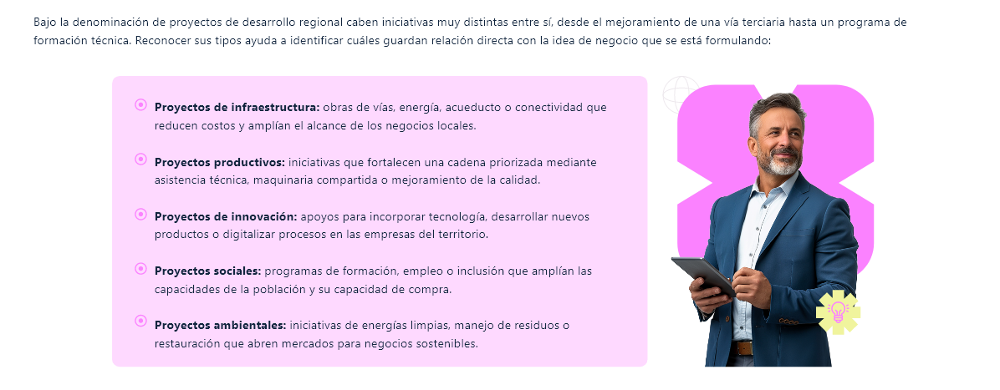 Bajo la denominación de proyectos de desarrollo regional caben iniciativas muy distintas entre sí, desde el mejoramiento de una vía terciaria hasta un programa de
formación técnica. Reconocer sus tipos ayuda a identificar cuáles guardan relación directa con la idea de negocio que se está formulando:
Proyectos de infraestructura: obras de vías, energía, acueducto o conectividad que
reducen costos y amplían el alcance de los negocios locales.
Proyectos productivos: iniciativas que fortalecen una cadena priorizada mediante
asistencia técnica, maquinaria compartida o mejoramiento de la calidad.
Proyectos de innovación: apoyos para incorporar tecnología, desarrollar nuevos
productos o digitalizar procesos en las empresas del territorio.
Proyectos sociales: programas de formación, empleo o inclusión que amplían las
capacidades de la población y su capacidad de compra.
Proyectos ambientales: iniciativas de energías limpias, manejo de residuos o
restauración que abren mercados para negocios sostenibles.